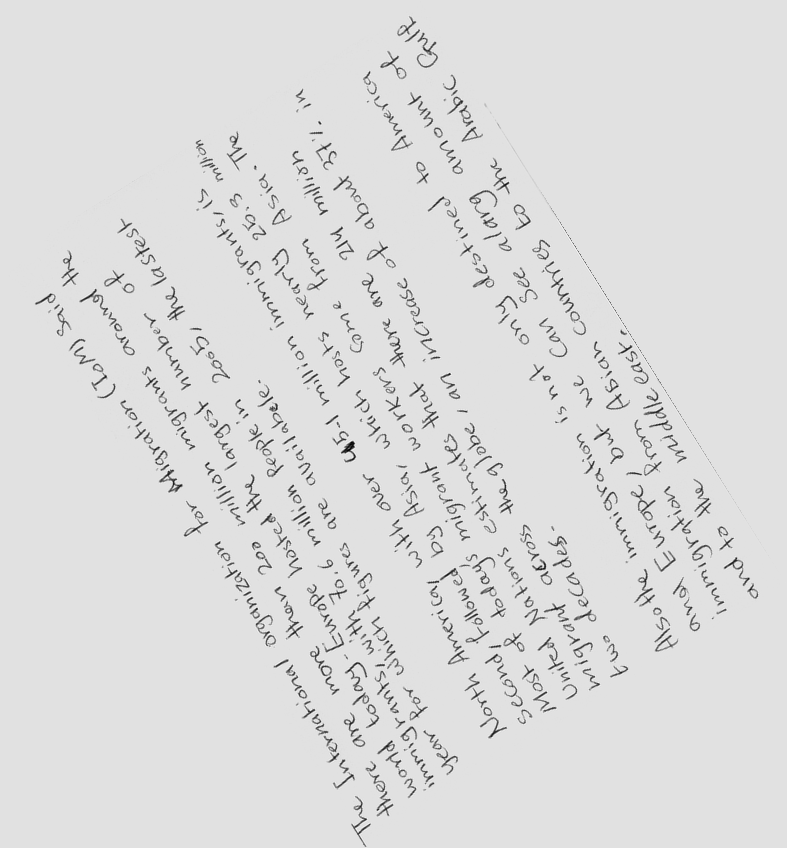 The International organization for Migration (IoM) said the
there are more than 200 million migrants around the
world today. Europe hosted the largest number of
immigrants, with 70.6 million People in 2005, the lastest
year for which figures are availabele.
North America, with over 45.1 million immigrants, is
second, followed by Asia, which hosts nearly 25.3 million
Most of today's migrant workers come from Asia. The
United Nations estimates that there are 214 million
migrant across the globe, an increase of about 37% in
two decades.
Also the immigration is not only destined to America
and Europe, but we can see alarg amount of
immigration from Asian countries to the Arabic Gulf
and to the middle east.